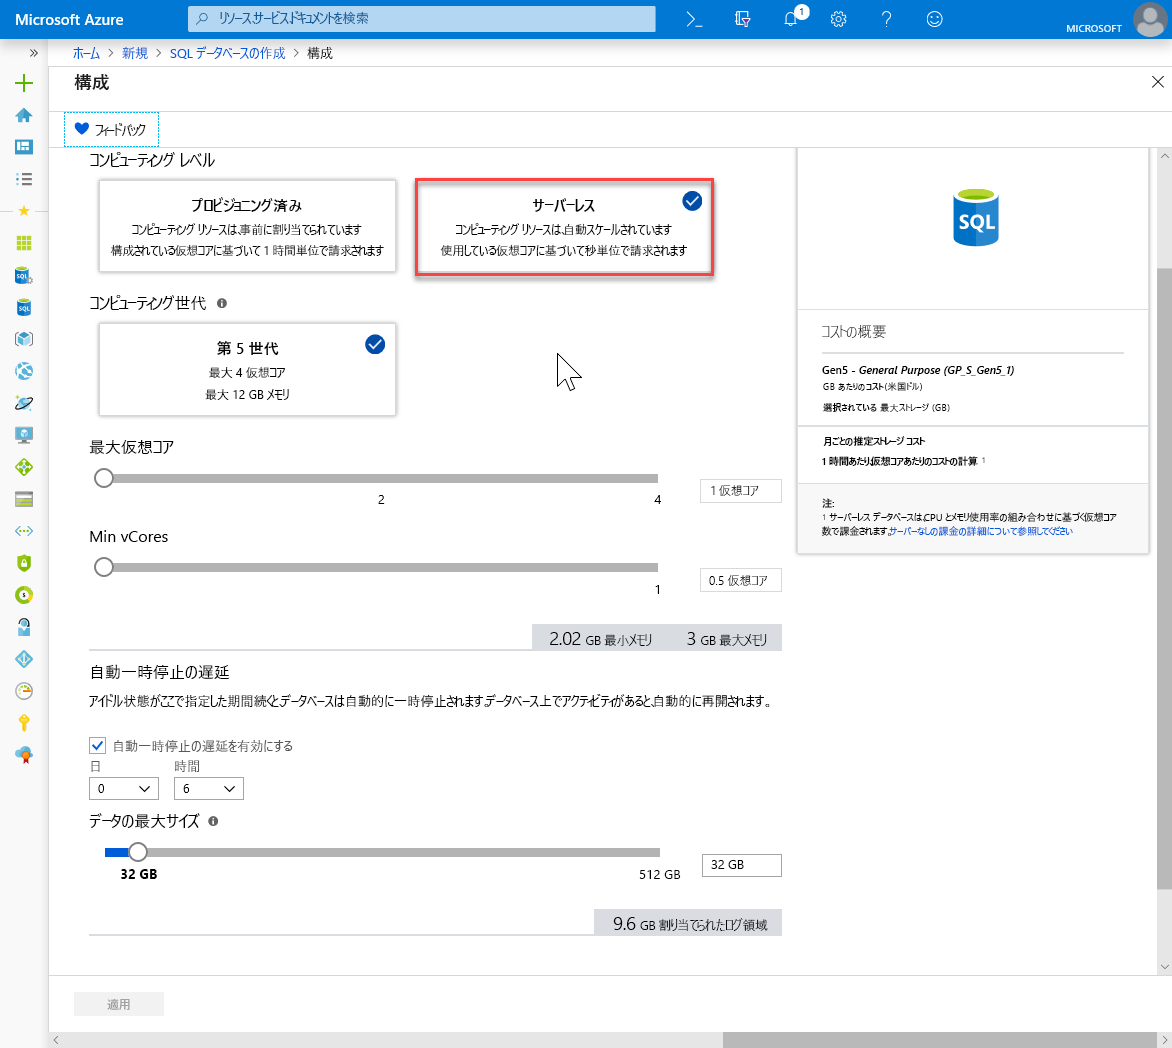 Microsoft Azure
リソースサービスドキュメントを検索
1
MICROSOFT
ホーム > 新規 > SQL データベースの作成 > 構成
構成
フィードバック
コンピューティング レベル
プロビジョニング済み
コンピューティング リソースは、事前に割り当てられています
構成されている仮想コアに基づいて 1 時間単位で請求されます
サーバーレス
コンピューティング リソースは、自動スケールされています
使用している仮想コアに基づいて秒単位で請求されます
コンピューティング世代
第 5 世代
最大 4 仮想コア
最大 12 GB メモリ
最大仮想コア
2
4
1 仮想コア
Min vCores
1
0.5 仮想コア
2.02 GB 最小メモリ 3 GB 最大メモリ
自動一時停止の遅延
アイドル状態がここで指定した期間続くとデータベースは自動的に一時停止されます。データベース上でアクティビティがあると、自動的に再開されます。
自動一時停止の遅延を有効にする
日 時間
0 6
データの最大サイズ
32 GB
512 GB
32 GB
9.6 GB 割り当てられたログ領域
適用
SQL
コストの概要
Gen5 - General Purpose (GP_S_Gen5_1)
GB あたりのコスト(米国ドル)
選択されている 最大ストレージ (GB)
月ごとの推定ストレージ コスト
1 時間あたり、仮想コアあたりのコストの計算 1
注:
1 サーバーレス データベースは、CPU とメモリ使用率の組み合わせに基づく仮想コア
数で課金されます。サーバーなしの課金の詳細について参照してください